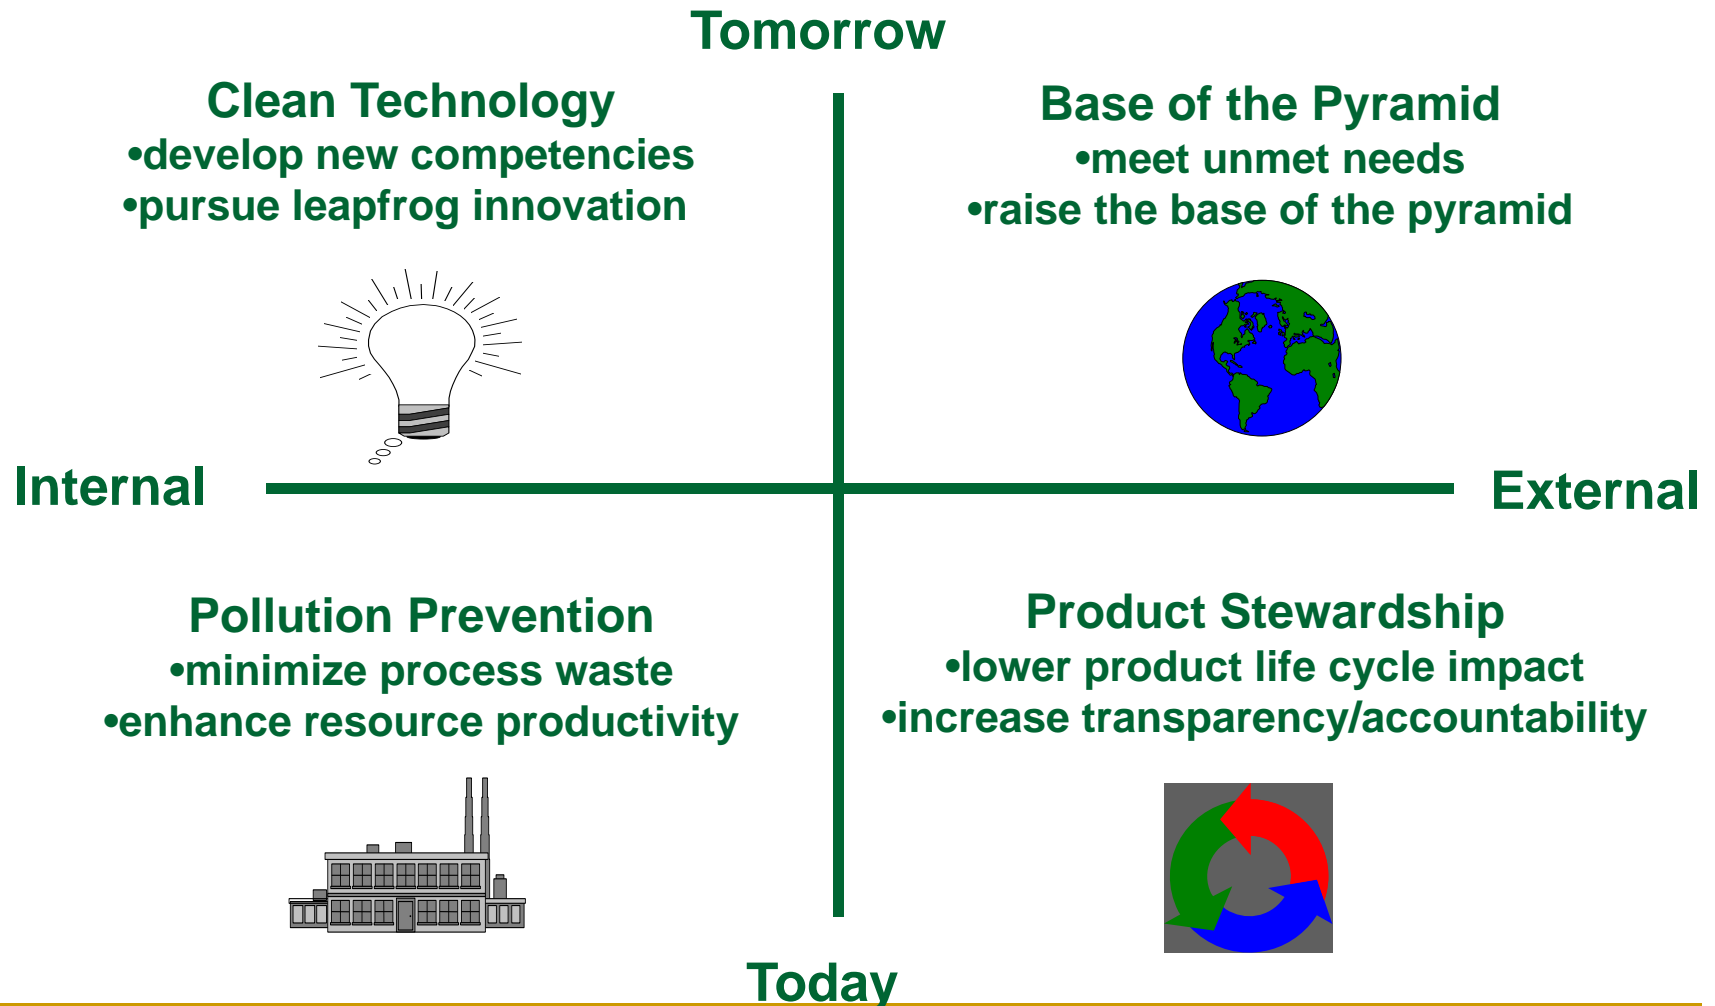 Tomorrow
Clean Technology
•develop new competencies
•pursue leapfrog innovation
Base of the Pyramid
•meet unmet needs
•raise the base of the pyramid
Internal
External
Pollution Prevention
•minimize process waste
•enhance resource productivity
Product Stewardship
•lower product life cycle impact
•increase transparency/accountability
Today